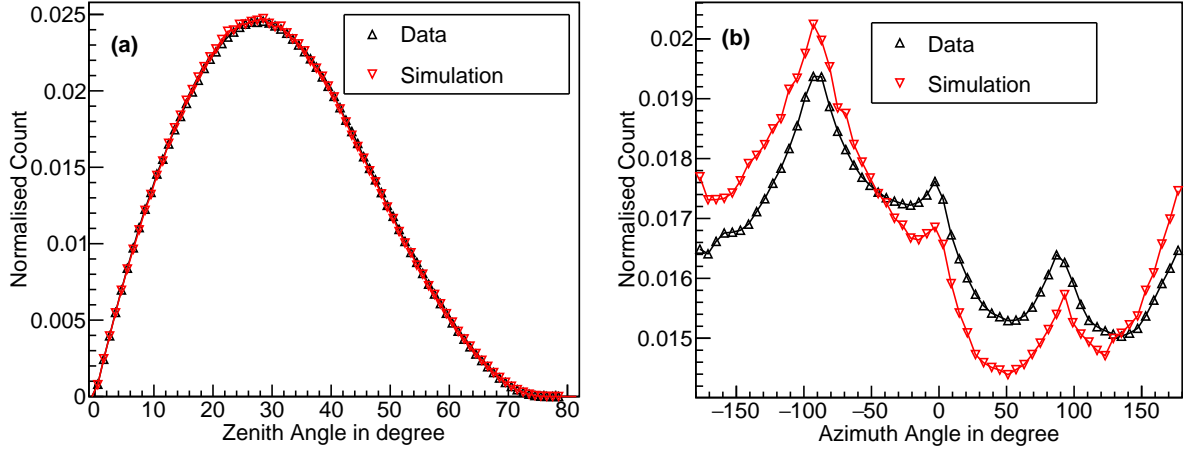 (a)
Data
Simulation
Normalised Count
0.025
0.02
0.015
0.01
0.005
0
0 10 20 30 40 50 60 70 80
Zenith Angle in degree
(b)
Data
Simulation
Normalised Count
0.02
0.019
0.018
0.017
0.016
0.015
−150 −100 −50 0 50 100 150
Azimuth Angle in degree